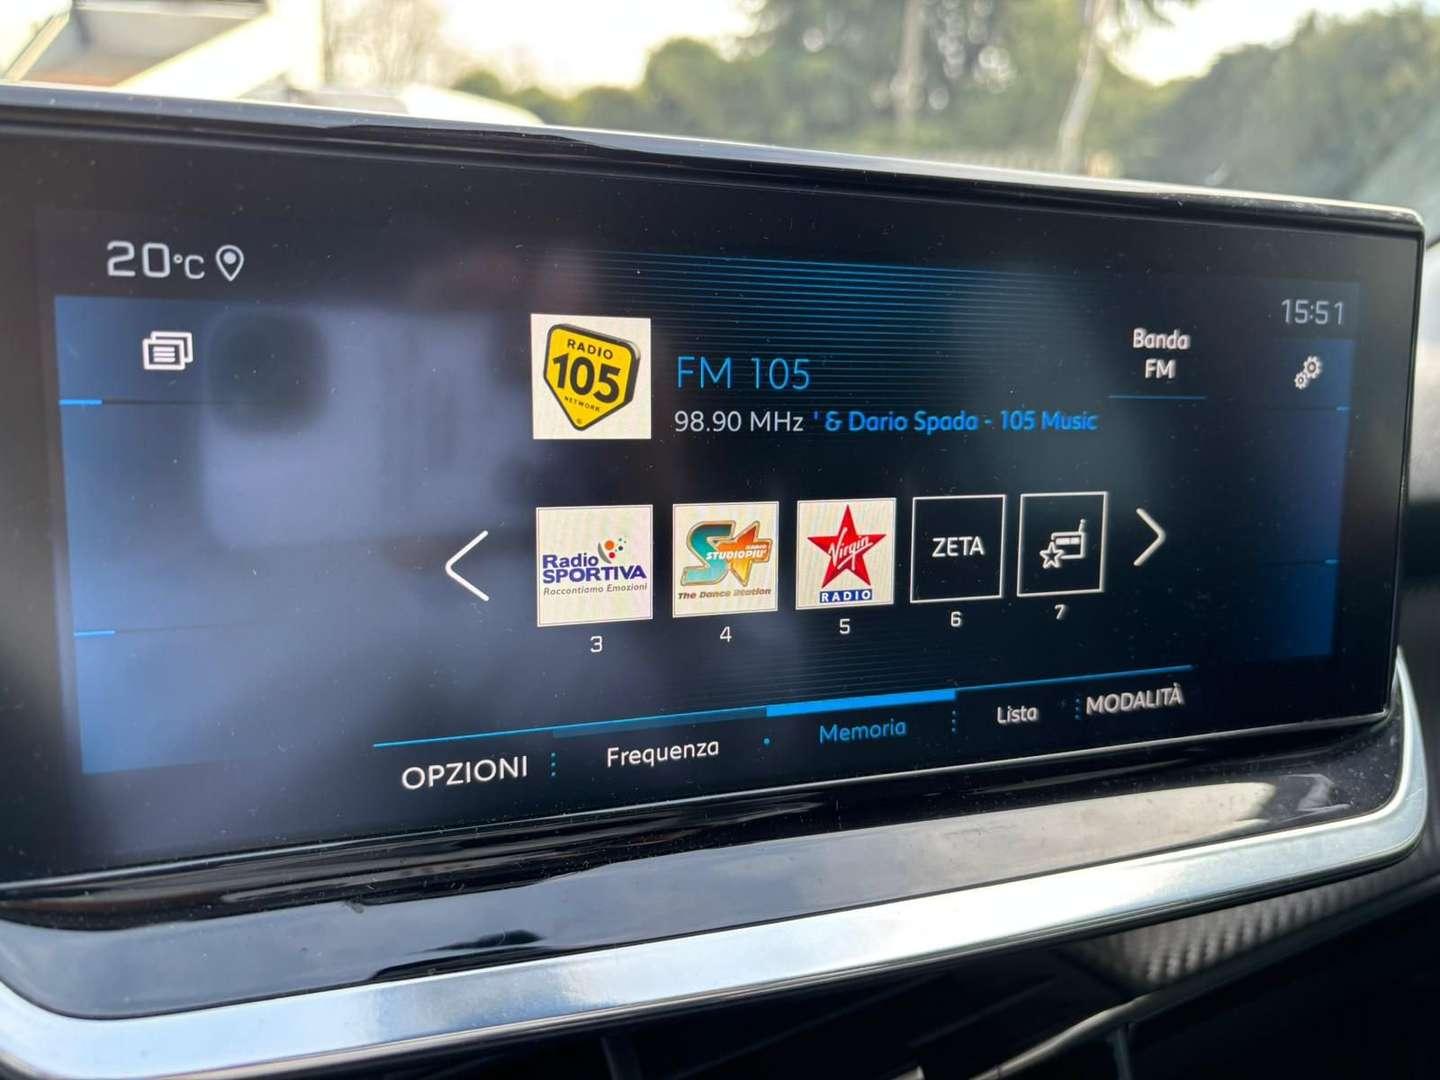 20°C
15:51
Banda
FM
RADIO
105
NETWORK
FM 105
98.90 MHz ' & Dario Spada - 105 Music
Radio
SPORTIVA
Raccontiamo Emozioni
STUDIOPIU'
The Dance Station
Virgin
RADIO
ZETA
3
4
5
6
7
OPZIONI
Frequenza
Memoria
Lista
MODALITÀ